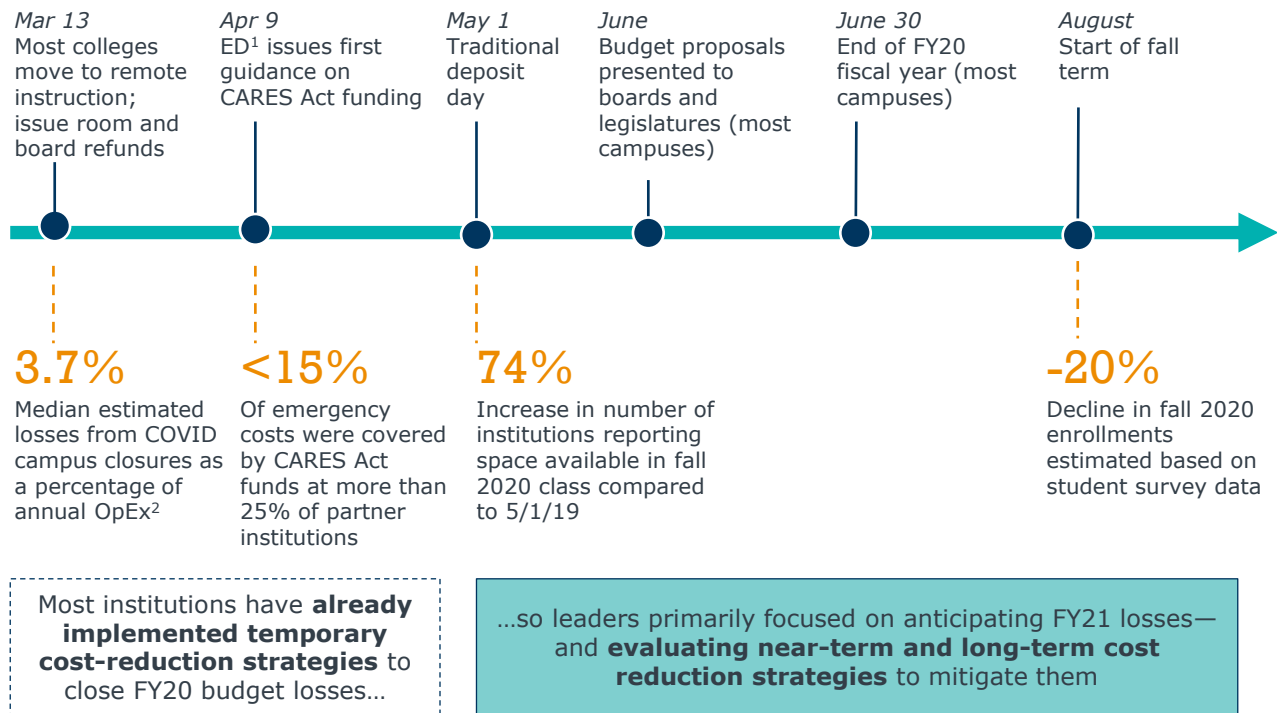 Mar 13
Most colleges
move to remote
instruction;
issue room and
board refunds
Apr 9
ED¹ issues first
guidance on
CARES Act funding
May 1
Traditional
deposit
day
June
Budget proposals
presented to
boards and
legislatures (most
campuses)
June 30
End of FY20
fiscal year (most
campuses)
August
Start of fall
term
3.7%
Median estimated
losses from COVID
campus closures as
a percentage of
annual OpEx²
<15%
Of emergency
costs were covered
by CARES Act
funds at more than
25% of partner
institutions
74%
Increase in number of
institutions reporting
space available in fall
2020 class compared
to 5/1/19
-20%
Decline in fall 2020
enrollments
estimated based on
student survey data
Most institutions have already
implemented temporary
cost-reduction strategies to
close FY20 budget losses…
…so leaders primarily focused on anticipating FY21 losses—
and evaluating near-term and long-term cost
reduction strategies to mitigate them